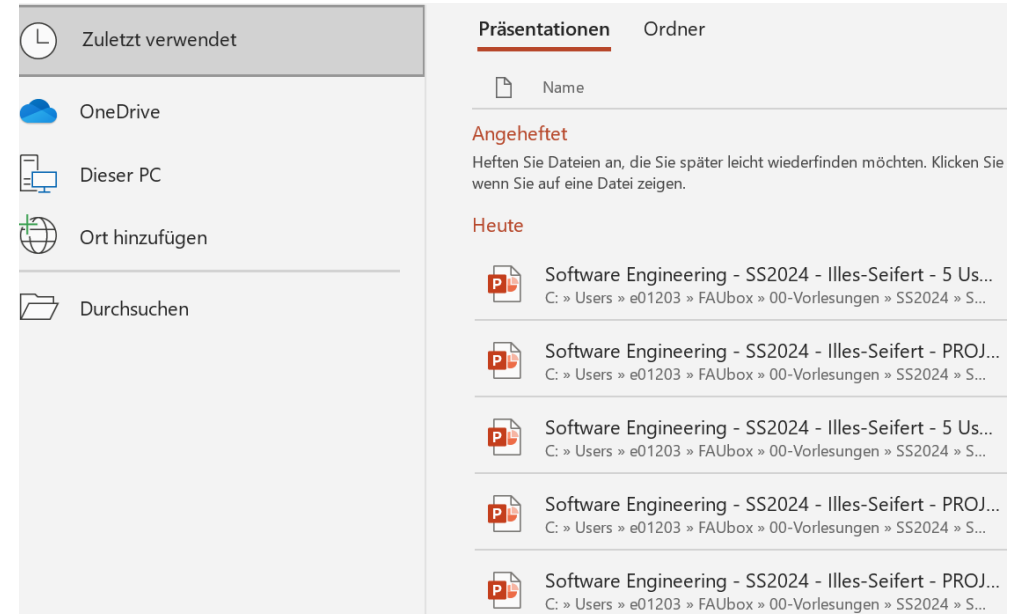 Zuletzt verwendet
OneDrive
Dieser PC
Ort hinzufügen
Durchsuchen
Präsentationen Ordner
Name
Angeheftet
Heften Sie Dateien an, die Sie später leicht wiederfinden möchten. Klicken Sie
wenn Sie auf eine Datei zeigen.
Heute
Software Engineering - SS2024 - Illes-Seifert - 5 Us...
C: » Users » e01203 » FAUbox » 00-Vorlesungen » SS2024 » S...
Software Engineering - SS2024 - Illes-Seifert - PROJ...
C: » Users » e01203 » FAUbox » 00-Vorlesungen » SS2024 » S...
Software Engineering - SS2024 - Illes-Seifert - 5 Us...
C: » Users » e01203 » FAUbox » 00-Vorlesungen » SS2024 » S...
Software Engineering - SS2024 - Illes-Seifert - PROJ...
C: » Users » e01203 » FAUbox » 00-Vorlesungen » SS2024 » S...
Software Engineering - SS2024 - Illes-Seifert - PROJ...
C: » Users » e01203 » FAUbox » 00-Vorlesungen » SS2024 » S...